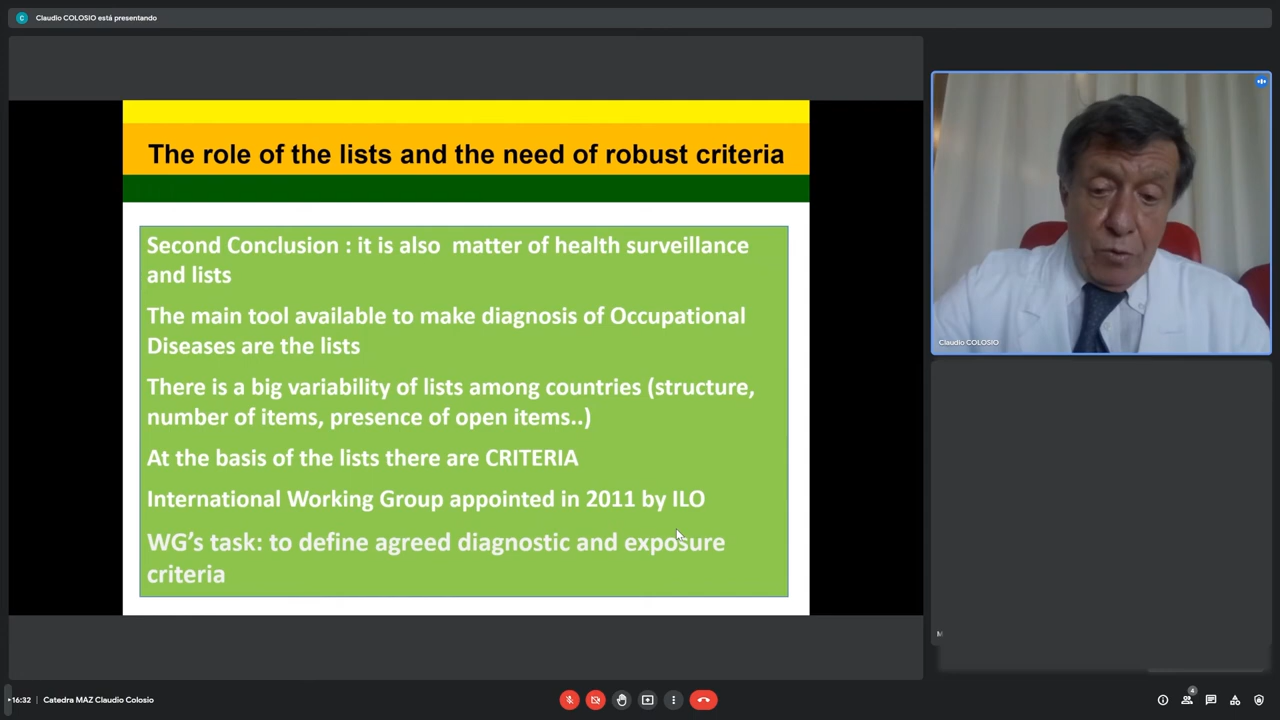 C
Claudio COLOSIO está presentando
The role of the lists and the need of robust criteria
Second Conclusion : it is also matter of health surveillance
and lists
The main tool available to make diagnosis of Occupational
Diseases are the lists
There is a big variability of lists among countries (structure,
number of items, presence of open items..)
At the basis of the lists there are CRITERIA
International Working Group appointed in 2011 by ILO
WG's task: to define agreed diagnostic and exposure
criteria
Claudio COLOSIO
M
16:32 | Catedra MAZ Claudio Colosio
4